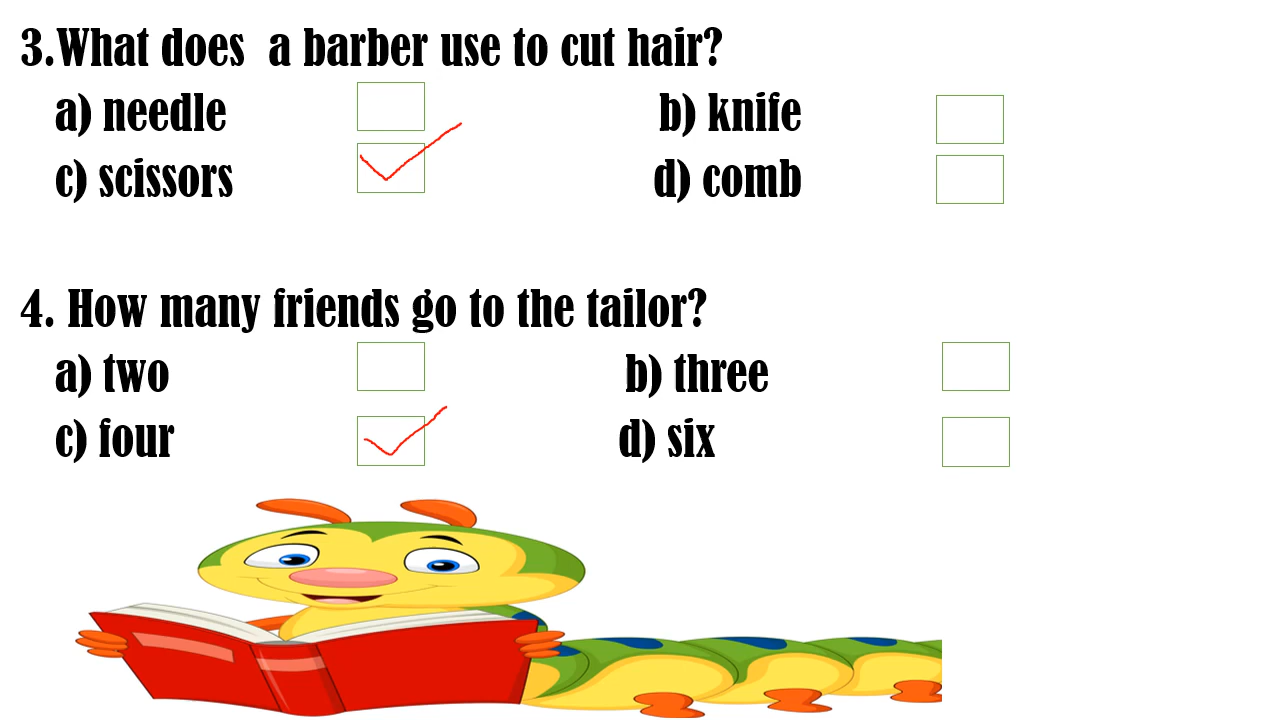 3.What does a barber use to cut hair?
a) needle b) knife
c) scissors d) comb
4. How many friends go to the tailor?
a) two b) three
c) four d) six